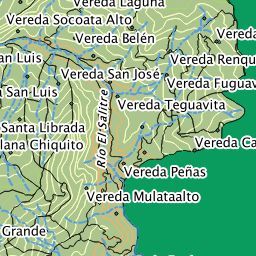 Vereda Laguna
Vereda Socoata Alto
Vereda Belén
San Luis
Vereda Renqu
Vereda San José
Vereda Fuguav
San Luis
Vereda Teguavita
Río El Salitre
Santa Librada
Vereda Ca
lana Chiquito
Vereda Peñas
Vereda Mulataalto
Grande